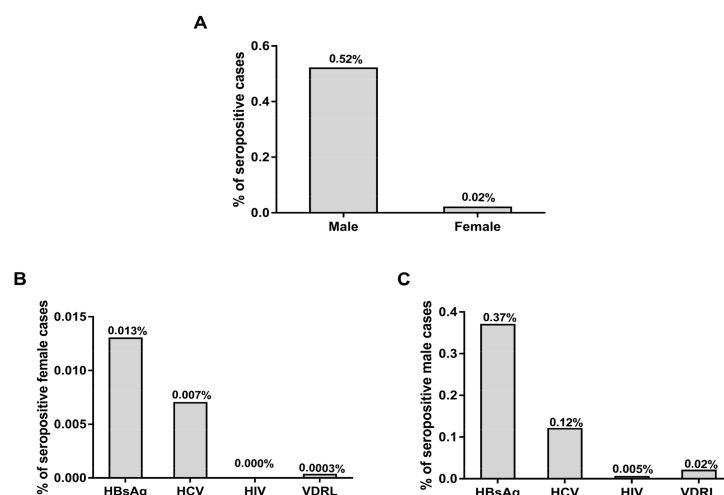 A
% of seropositive cases
0.6
0.4
0.2
0.0
0.52%
0.02%
Male
Female
B
% of seropositive female cases
0.015
0.010
0.005
0.000
0.013%
0.007%
0.000%
0.0003%
HBsAg
HCV
HIV
VDRL
C
% of seropositive male cases
0.4
0.3
0.2
0.1
0.0
0.37%
0.12%
0.005%
0.02%
HBsAg
HCV
HIV
VDRL